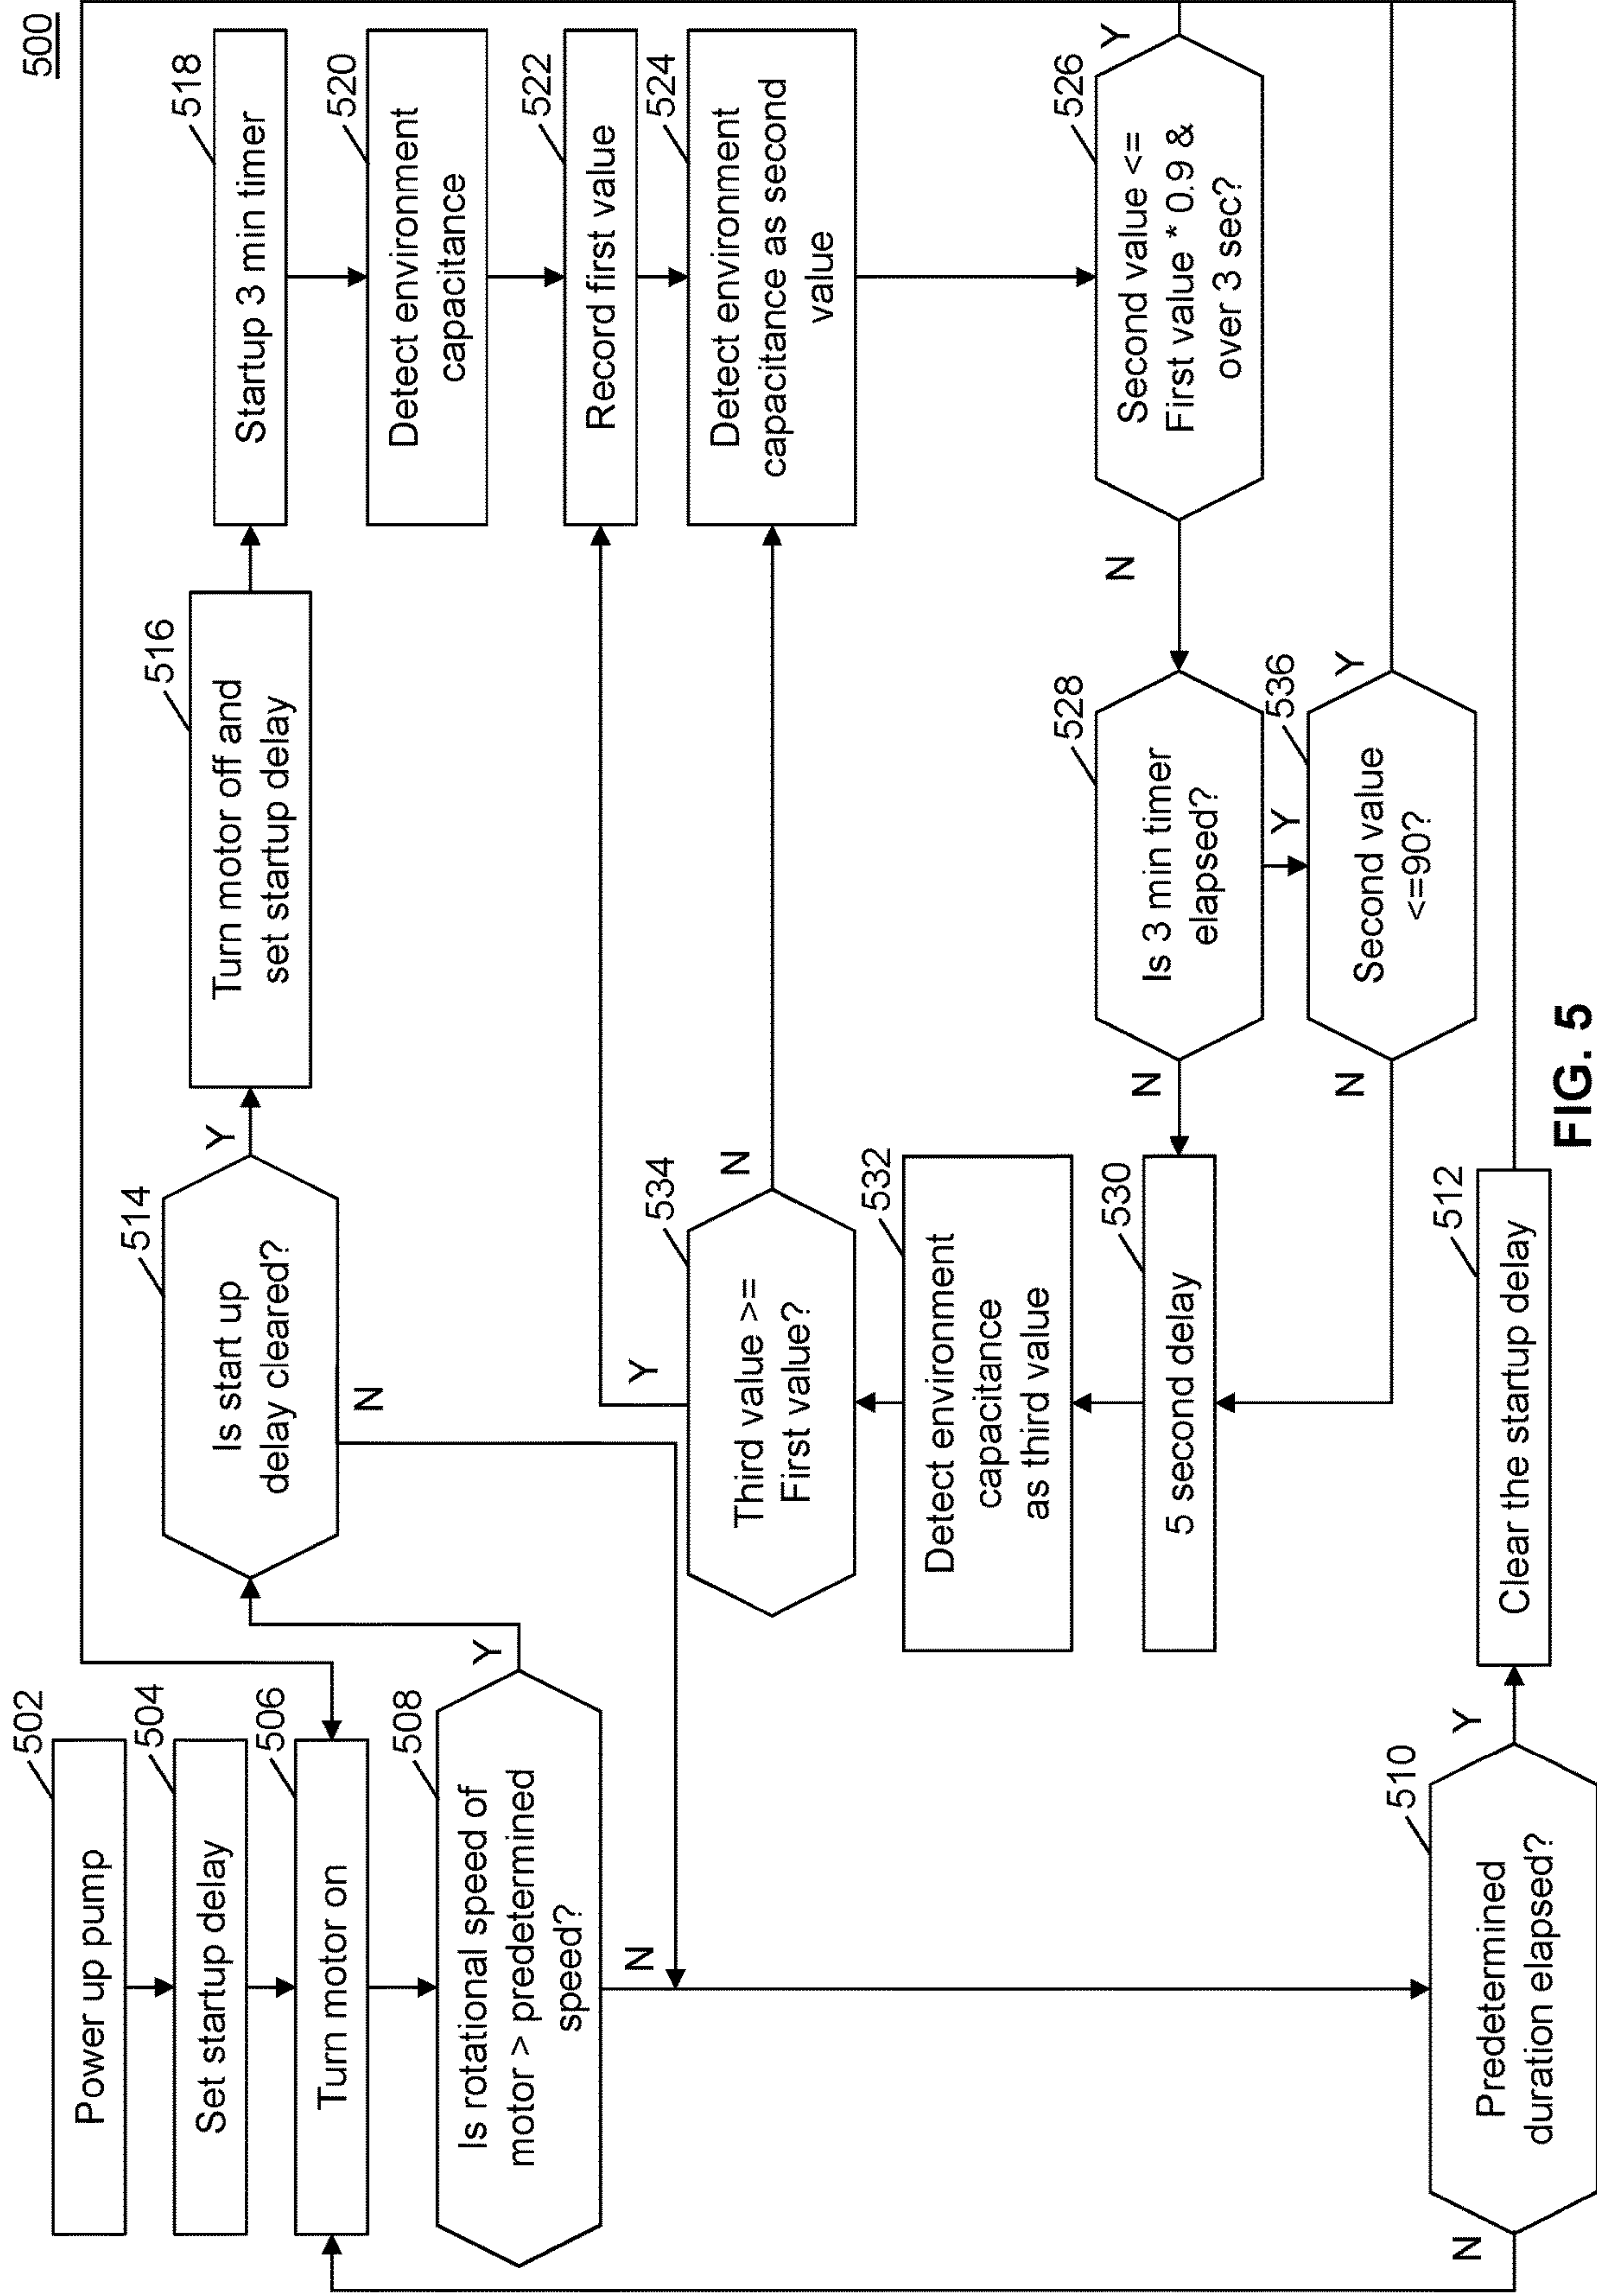 500
502
Power up pump
504
Set startup delay
506
Turn motor on
508
Is rotational speed of
motor > predetermined
speed?
Y
N
510
Predetermined
duration elapsed?
N
Y
512
Clear the startup delay
514
Is start up
delay cleared?
Y
N
516
Turn motor off and
set startup delay
518
Startup 3 min timer
520
Detect environment
capacitance
522
Record first value
524
Detect environment
capacitance as second
value
526
Second value <=
First value * 0.9 &
over 3 sec?
Y
N
528
Is 3 min timer
elapsed?
N
Y
536
Second value
<=90?
Y
N
530
5 second delay
532
Detect environment
capacitance
as third value
534
Third value >=
First value?
Y
N
FIG. 5